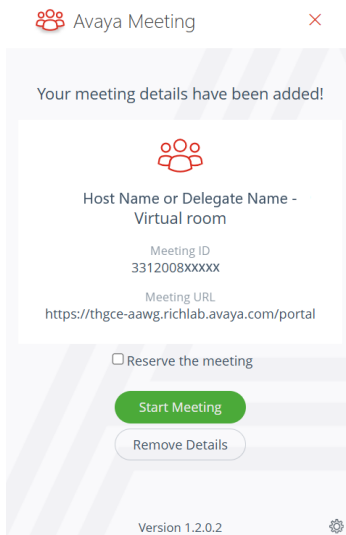 Avaya Meeting
Your meeting details have been added!
Host Name or Delegate Name -
Virtual room
Meeting ID
3312008XXXXX
Meeting URL
https://thgce-aawg.richlab.avaya.com/portal
Reserve the meeting
Start Meeting
Remove Details
Version 1.2.0.2